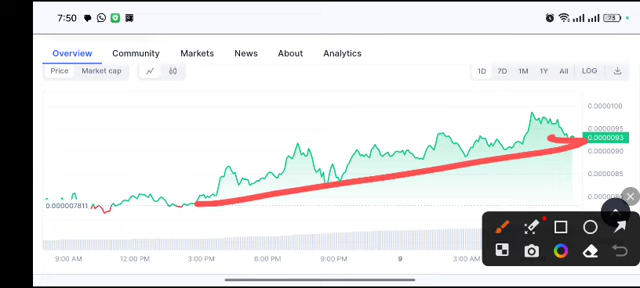 7:50
73
Overview Community Markets News About Analytics
Price Market cap 1D 7D 1M 1Y All LOG
0.0000100
0.0000095
0.0000093
0.0000090
0.0000085
0.000007811
9:00 AM 12:00 PM 3:00 PM 6:00 PM 9:00 PM 9 3:00 AM